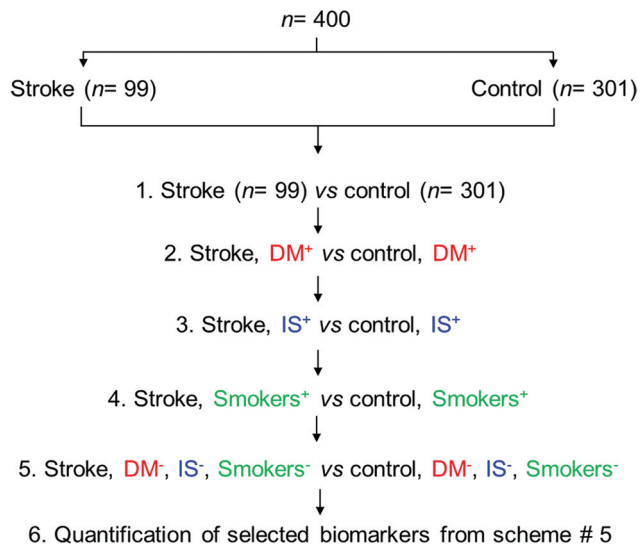 n= 400
Stroke (n= 99) Control (n= 301)
1. Stroke (n= 99) vs control (n= 301)
2. Stroke, DM⁺ vs control, DM⁺
3. Stroke, IS⁺ vs control, IS⁺
4. Stroke, Smokers⁺ vs control, Smokers⁺
5. Stroke, DM⁻, IS⁻, Smokers⁻ vs control, DM⁻, IS⁻, Smokers⁻
6. Quantification of selected biomarkers from scheme # 5